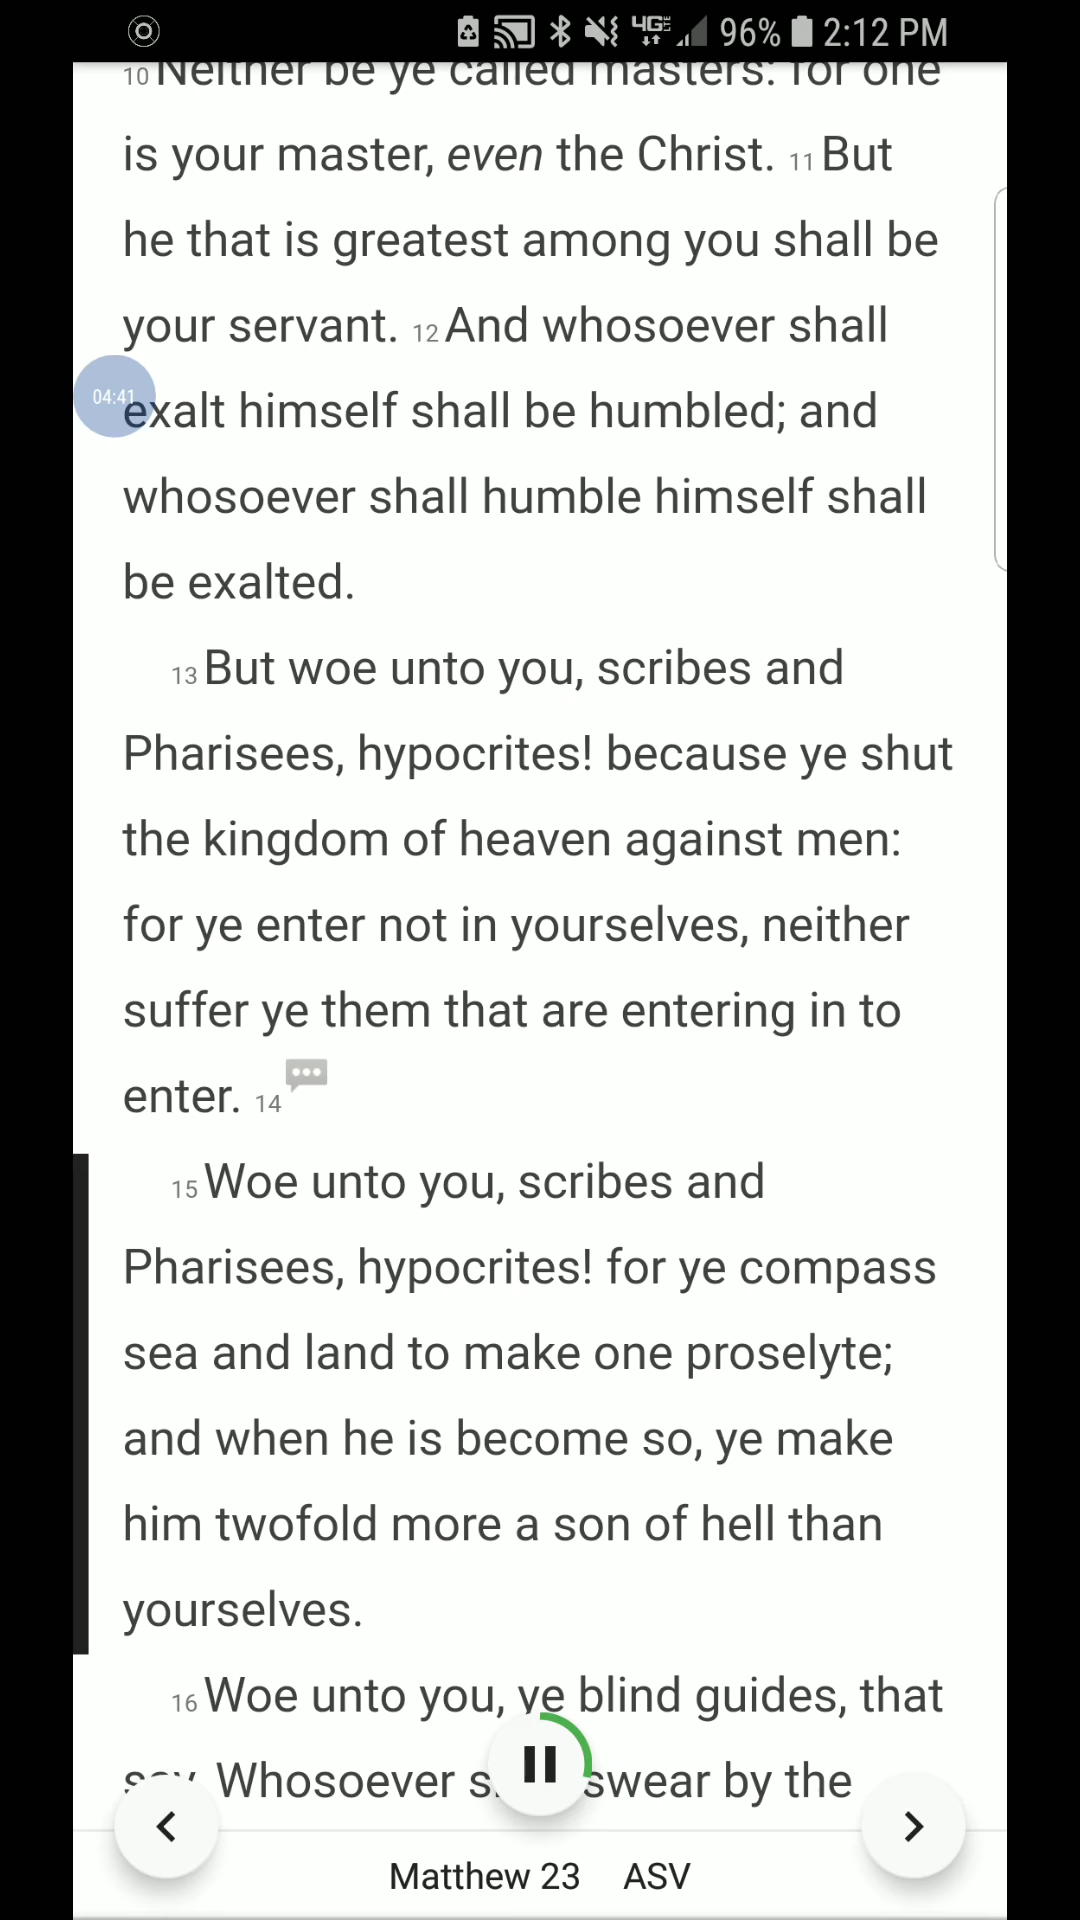 4G LTE 96% 2:12 PM
10 Neither be ye called masters: for one
is your master, even the Christ. 11 But
he that is greatest among you shall be
your servant. 12 And whosoever shall
04:41
exalt himself shall be humbled; and
whosoever shall humble himself shall
be exalted.
13 But woe unto you, scribes and
Pharisees, hypocrites! because ye shut
the kingdom of heaven against men:
for ye enter not in yourselves, neither
suffer ye them that are entering in to
enter. 14
15 Woe unto you, scribes and
Pharisees, hypocrites! for ye compass
sea and land to make one proselyte;
and when he is become so, ye make
him twofold more a son of hell than
yourselves.
16 Woe unto you, ye blind guides, that
Whosoever swear by the
Matthew 23 ASV